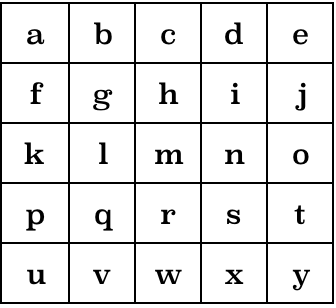 a b c d e
f g h i j
k l m n o
p q r s t
u v w x y